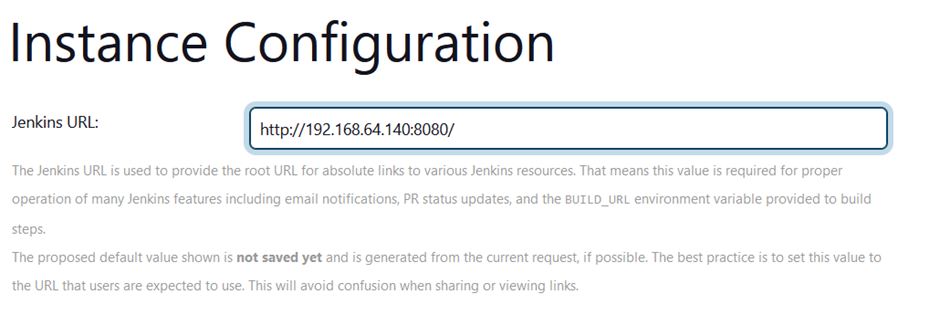 Instance Configuration
Jenkins URL:
http://192.168.64.140:8080/
The Jenkins URL is used to provide the root URL for absolute links to various Jenkins resources. That means this value is required for proper
operation of many Jenkins features including email notifications, PR status updates, and the BUILD_URL environment variable provided to build
steps.
The proposed default value shown is not saved yet and is generated from the current request, if possible. The best practice is to set this value to
the URL that users are expected to use. This will avoid confusion when sharing or viewing links.